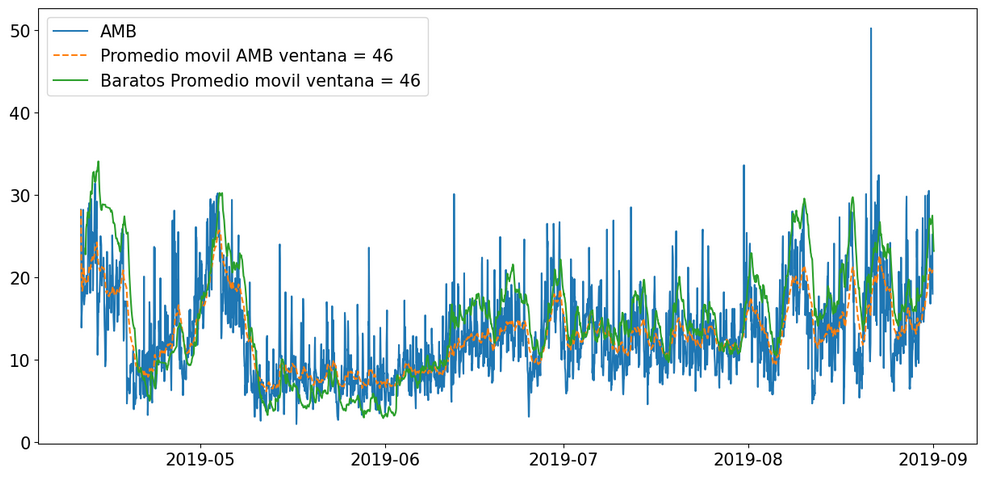 AMB
Promedio movil AMB ventana = 46
Baratos Promedio movil ventana = 46
50
40
30
20
10
0
2019-05 2019-06 2019-07 2019-08 2019-09